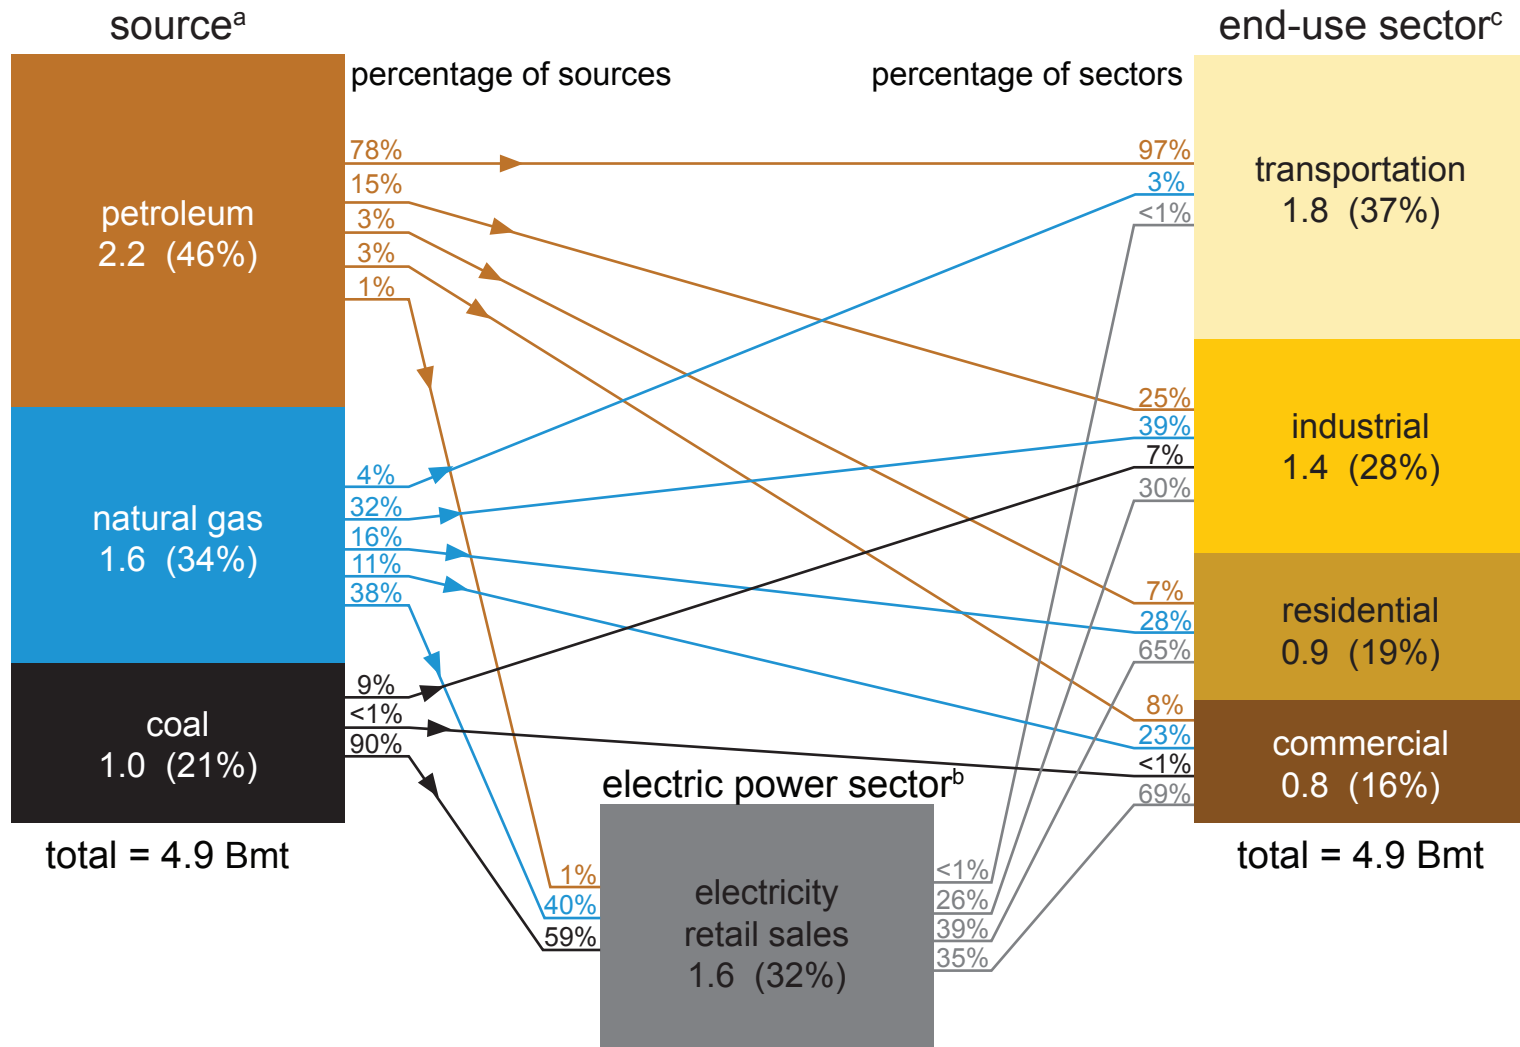 source^a
end-use sector^c
percentage of sources
percentage of sectors
petroleum
2.2 (46%)
78%
15%
3%
3%
1%
natural gas
1.6 (34%)
4%
32%
16%
11%
38%
coal
1.0 (21%)
9%
<1%
90%
total = 4.9 Bmt
electric power sector^b
1%
40%
59%
electricity
retail sales
1.6 (32%)
<1%
26%
39%
35%
97%
3%
<1%
transportation
1.8 (37%)
25%
39%
7%
30%
industrial
1.4 (28%)
7%
28%
65%
residential
0.9 (19%)
8%
23%
<1%
69%
commercial
0.8 (16%)
total = 4.9 Bmt